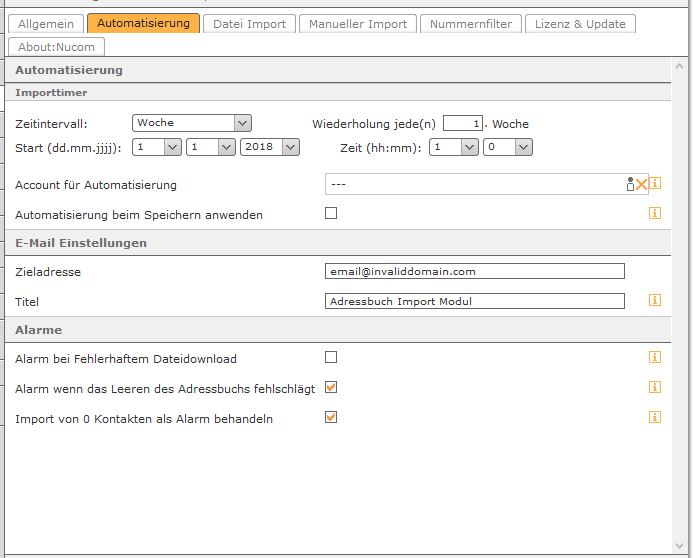 Allgemein Automatisierung Datei Import Manueller Import Nummernfilter Lizenz & Update
About:Nucom
Automatisierung
Importtimer
Zeitintervall: Woche Wiederholung jede(n) 1 . Woche
Start (dd.mm.jjjj): 1 1 2018 Zeit (hh:mm): 1 0
Account für Automatisierung ---
Automatisierung beim Speichern anwenden
E-Mail Einstellungen
Zieladresse email@invaliddomain.com
Titel Adressbuch Import Modul
Alarme
Alarm bei Fehlerhaftem Dateidownload
Alarm wenn das Leeren des Adressbuchs fehlschlägt
Import von 0 Kontakten als Alarm behandeln